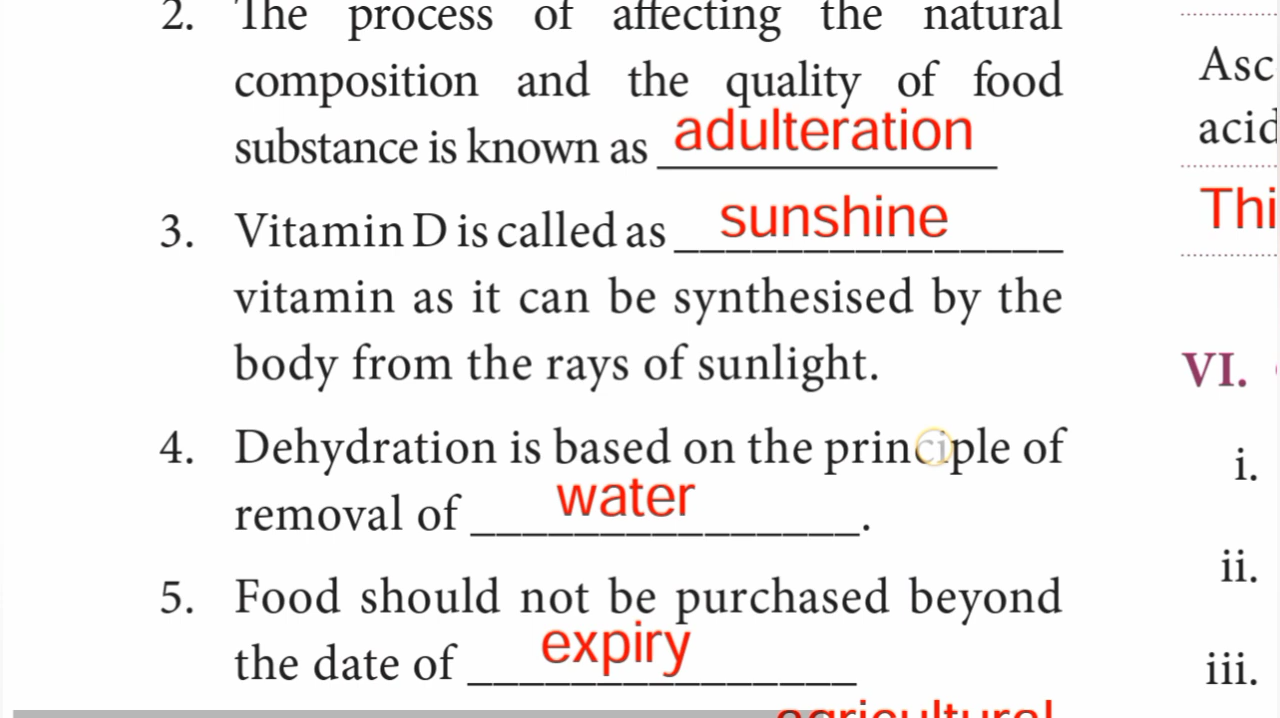 2. The process of affecting the natural
composition and the quality of food
substance is known as adulteration
3. Vitamin D is called as sunshine
vitamin as it can be synthesised by the
body from the rays of sunlight.
4. Dehydration is based on the principle of
removal of water.
5. Food should not be purchased beyond
the date of expiry
agricultural
Asc
acid
Thi
VI.
i.
ii.
iii.